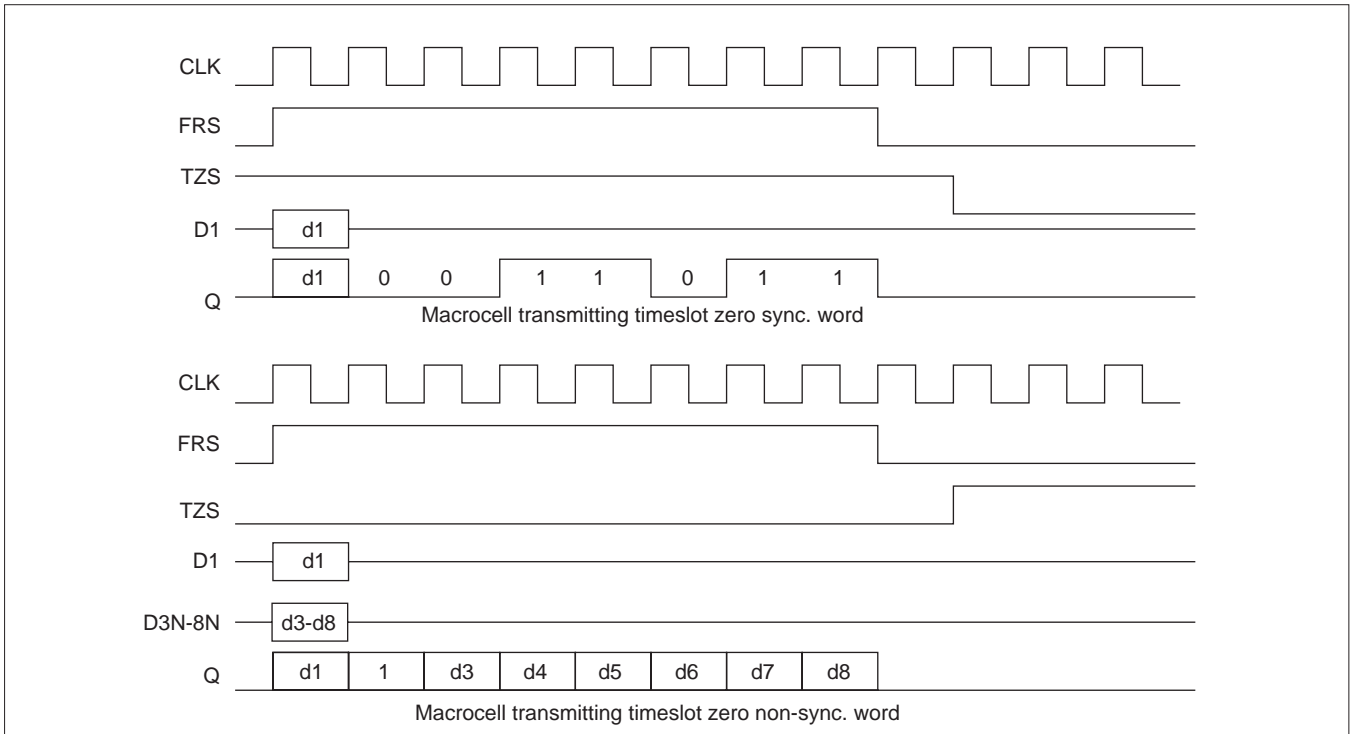 CLK
FRS
TZS
D1 d1
Q d1 0 0 1 1 0 1 1
Macrocell transmitting timeslot zero sync. word
CLK
FRS
TZS
D1 d1
D3N-8N d3-d8
Q d1 1 d3 d4 d5 d6 d7 d8
Macrocell transmitting timeslot zero non-sync. word